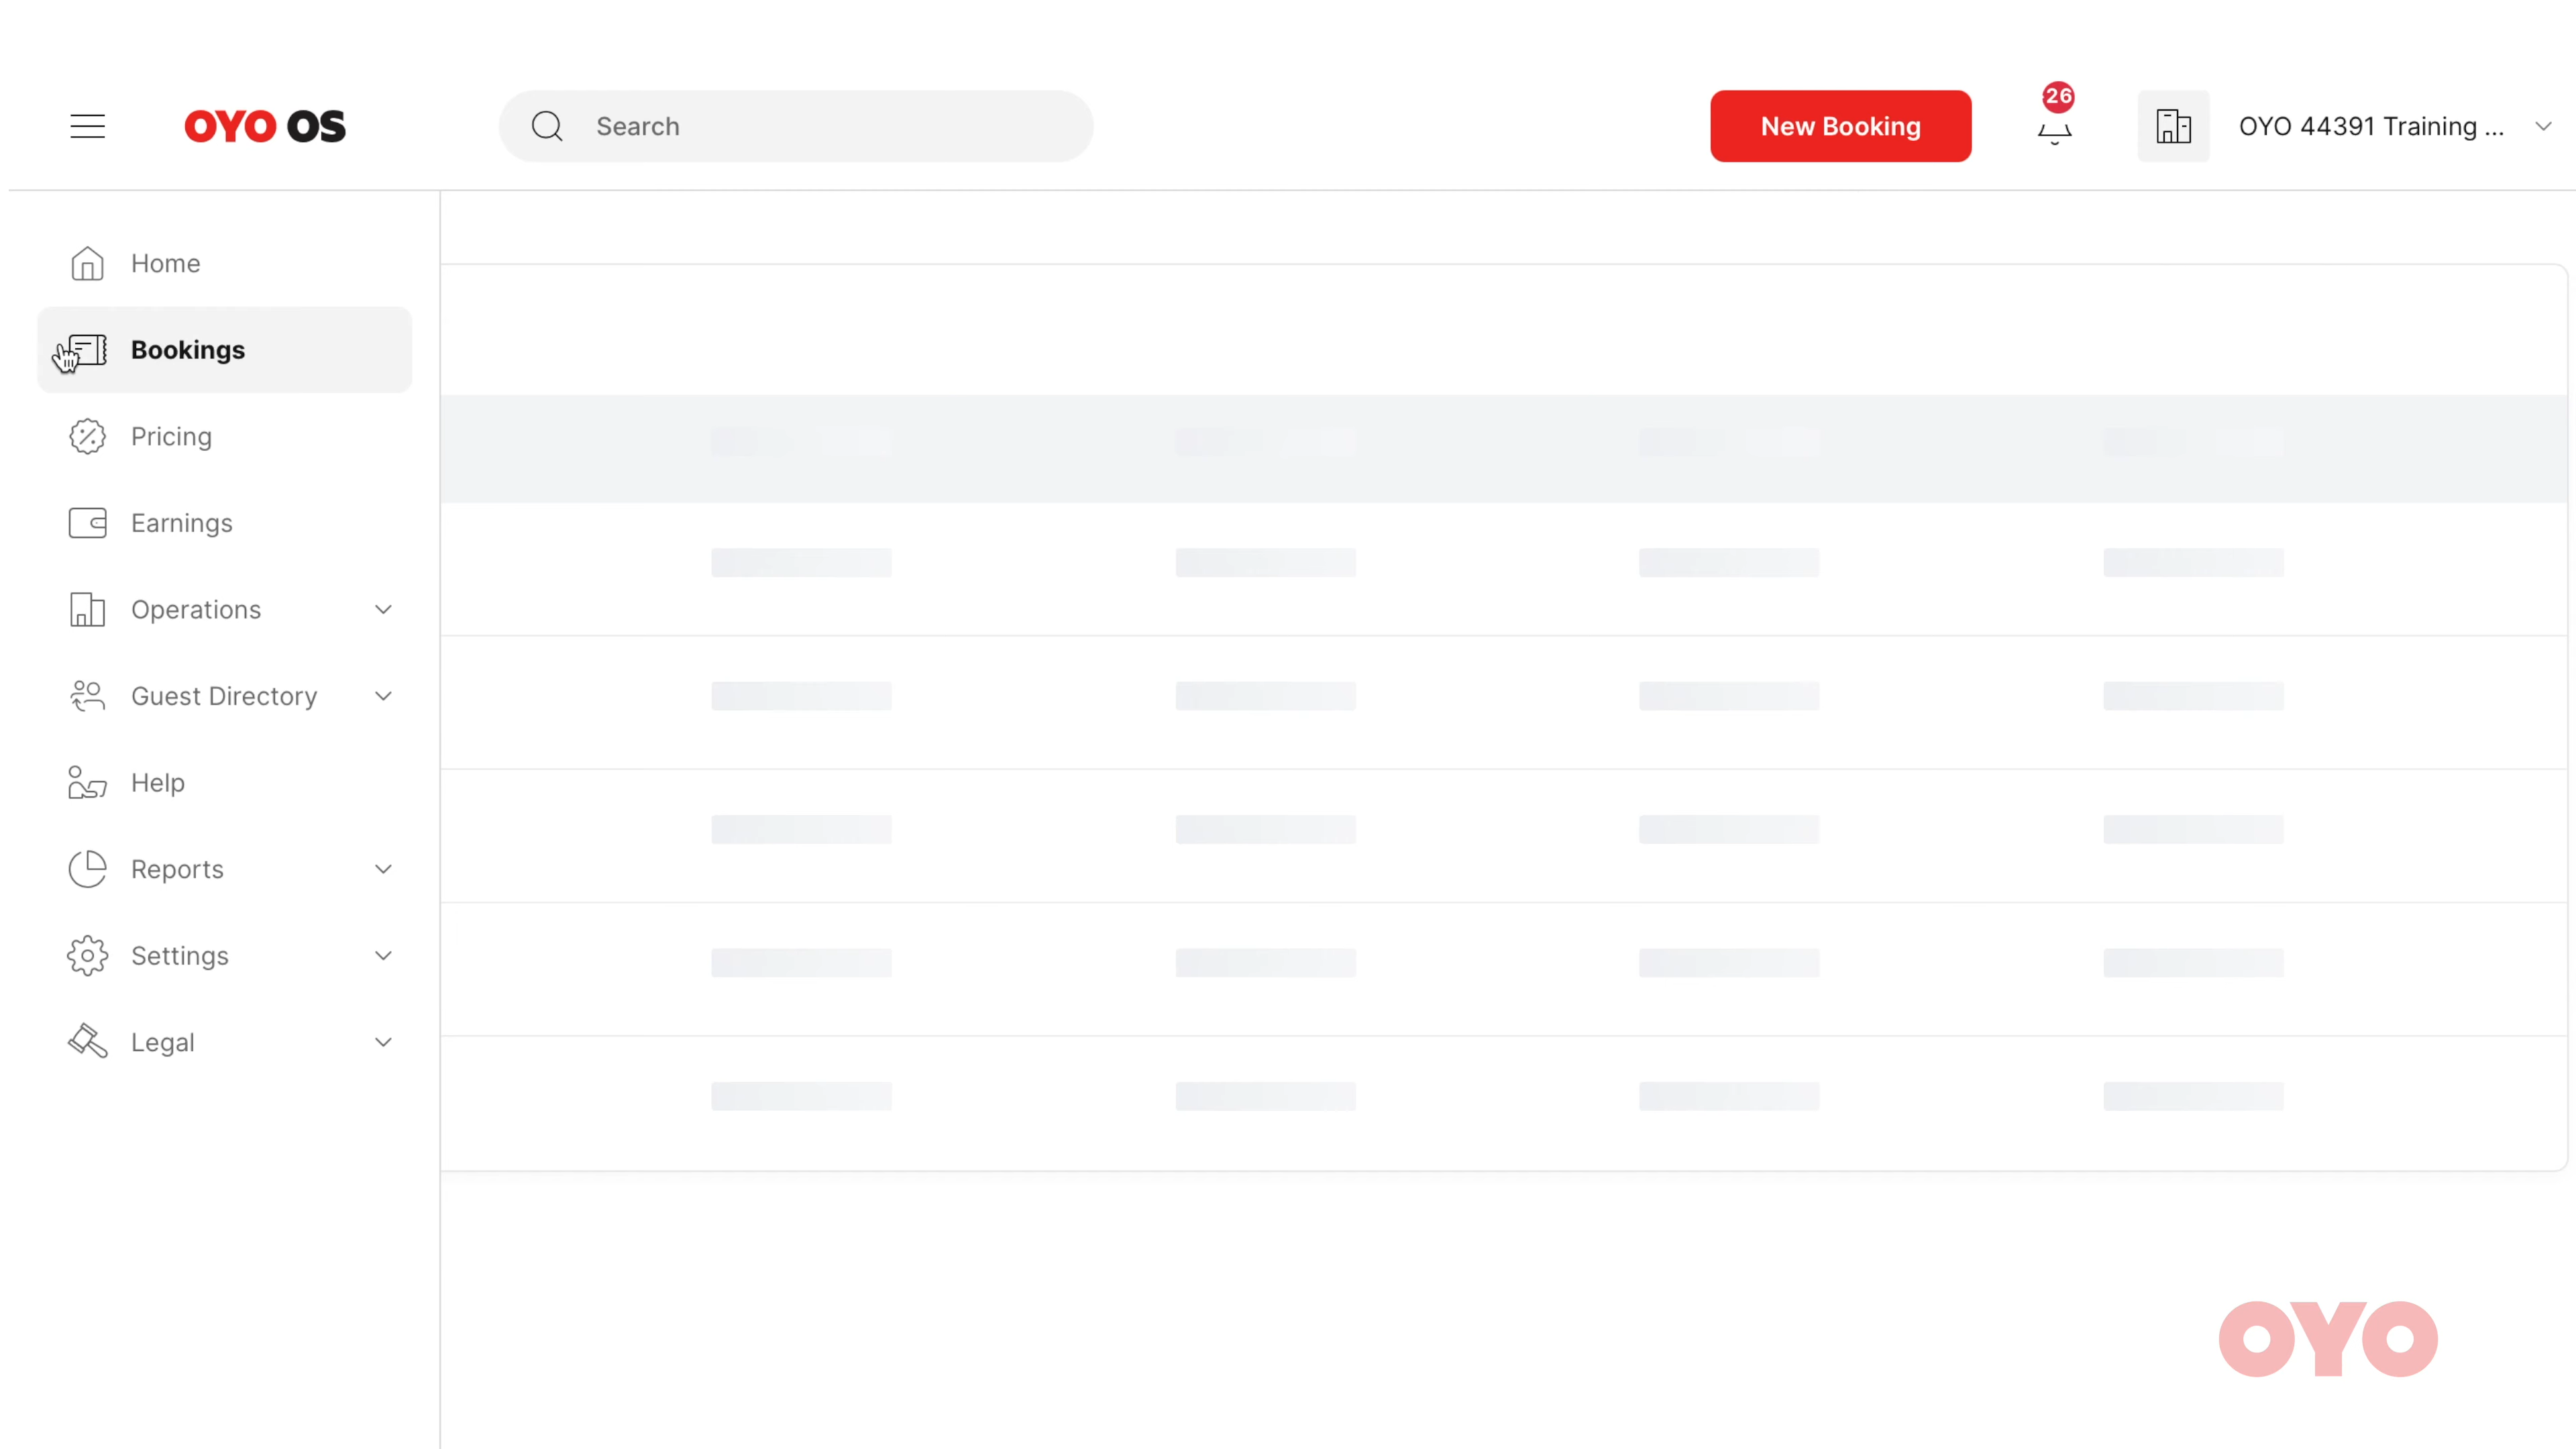 OYO OS
Search
New Booking
26
OYO 44391 Training ...
Home
Bookings
Pricing
Earnings
Operations
Guest Directory
Help
Reports
Settings
Legal
OYO